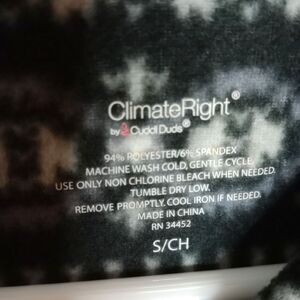 ClimateRight®
by Cuddl Duds®
94% POLYESTER/6% SPANDEX
MACHINE WASH COLD, GENTLE CYCLE.
USE ONLY NON CHLORINE BLEACH WHEN NEEDED.
TUMBLE DRY LOW.
REMOVE PROMPTLY. COOL IRON IF NEEDED.
MADE IN CHINA
RN 34452
S/CH